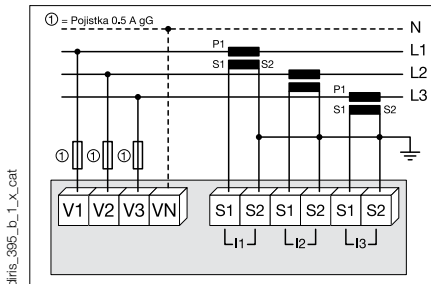 ① = Pojistka 0.5 A gG
N
P1
L1
S1 S2
L2
P1
L3
S1 S2
① ① ①
V1 V2 V3 VN S1 S2 S1 S2 S1 S2
I1 I2 I3
diris_395_b_1_x_cat